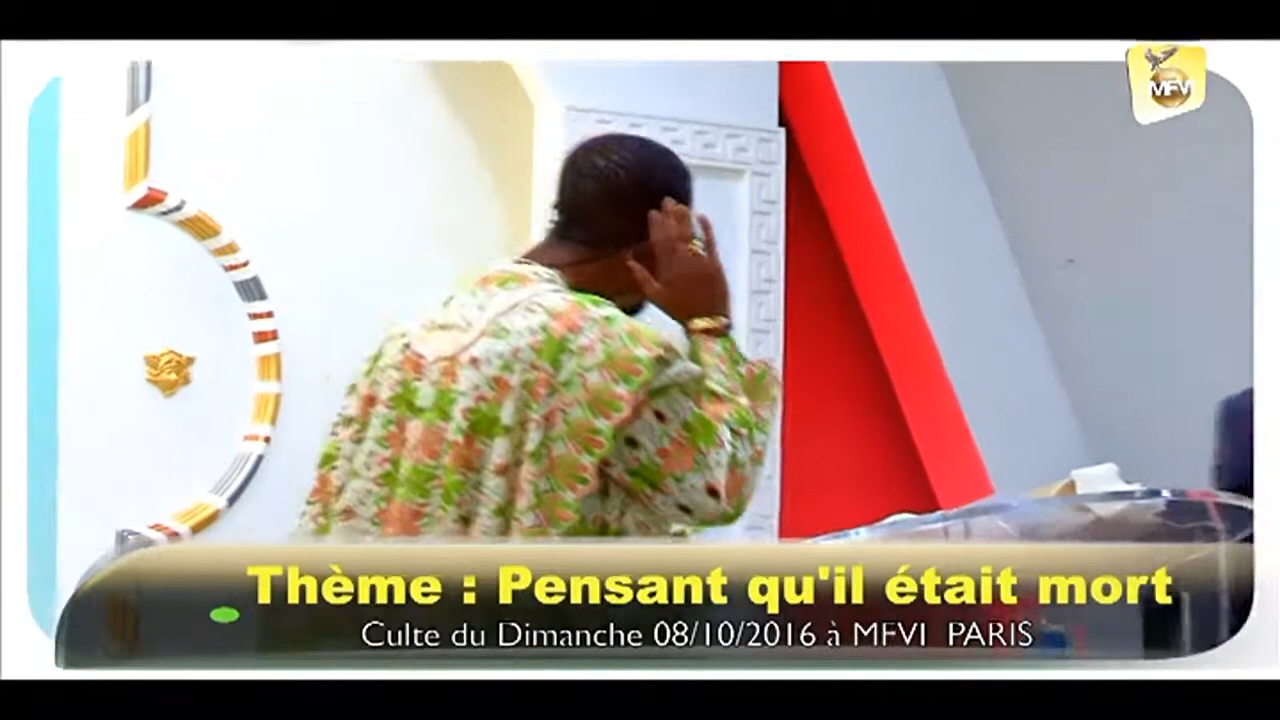 MFVI
Thème : Pensant qu'il était mort
Culte du Dimanche 08/10/2016 à MFVI PARIS